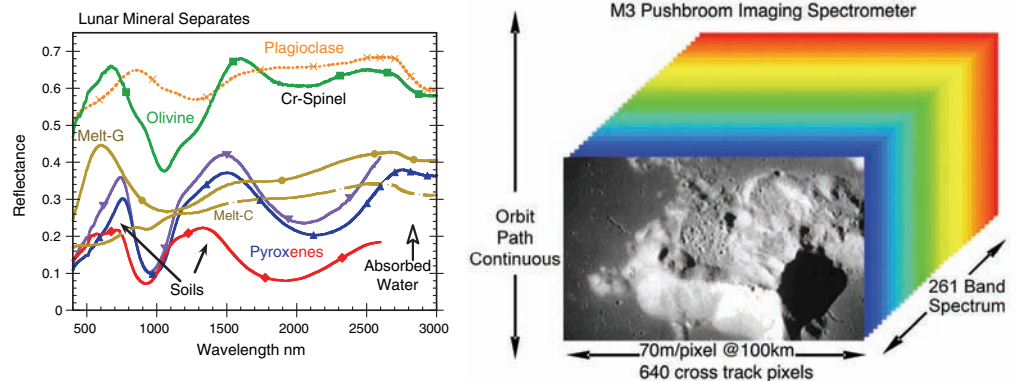 Lunar Mineral Separates
0.7
0.6
0.5
0.4
0.3
0.2
0.1
0
Reflectance
Plagioclase
Olivine
Cr-Spinel
Melt-G
Melt-C
Pyroxenes
Soils
Absorbed
Water
500 1000 1500 2000 2500 3000
Wavelength nm
M3 Pushbroom Imaging Spectrometer
Orbit
Path
Continuous
261 Band
Spectrum
70m/pixel @100km
640 cross track pixels